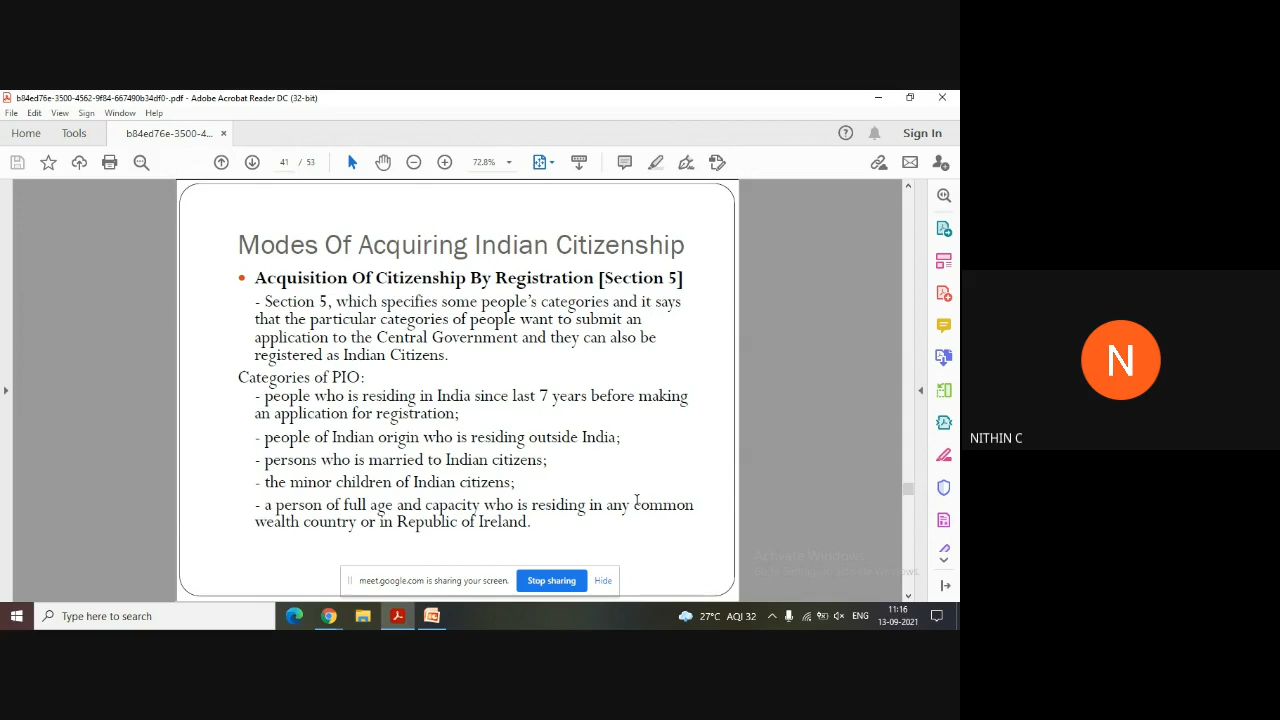 b84ed76e-3500-4562-9f84-667490b34df0-.pdf - Adobe Acrobat Reader DC (32-bit)
File Edit View Sign Window Help
Home Tools b84ed76e-3500-4... × Sign In
41 / 53 72.8%
Modes Of Acquiring Indian Citizenship
• Acquisition Of Citizenship By Registration [Section 5]
- Section 5, which specifies some people's categories and it says
that the particular categories of people want to submit an
application to the Central Government and they can also be
registered as Indian Citizens.
Categories of PIO:
- people who is residing in India since last 7 years before making
an application for registration;
- people of Indian origin who is residing outside India;
- persons who is married to Indian citizens;
- the minor children of Indian citizens;
- a person of full age and capacity who is residing in any common
wealth country or in Republic of Ireland.
Activate Windows
meet.google.com is sharing your screen. Stop sharing Hide
Type here to search
27°C AQI 32 ENG 11:16
13-09-2021
N
NITHIN C